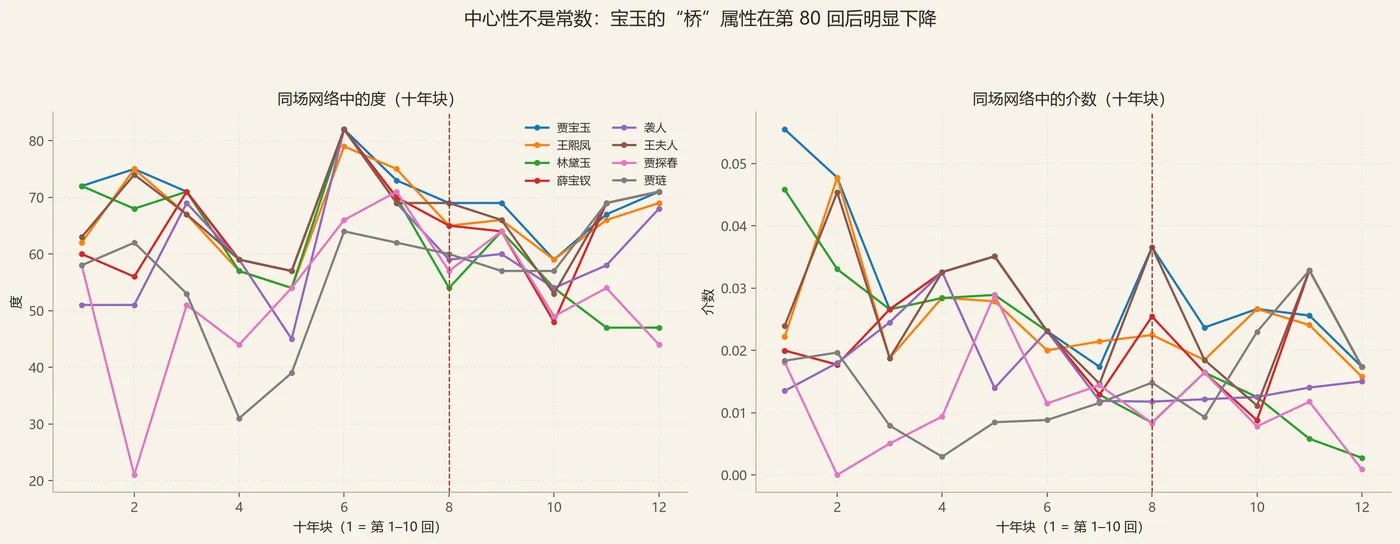 中心性不是常数：宝玉的“桥”属性在第 80 回后明显下降
同场网络中的度（十年块）
80
70
60
50
40
30
20
度
2
4
6
8
10
12
十年块（1 = 第 1–10 回）
贾宝玉
王熙凤
林黛玉
薛宝钗
袭人
王夫人
贾探春
贾琏
同场网络中的介数（十年块）
0.05
0.04
0.03
0.02
0.01
0.00
介数
2
4
6
8
10
12
十年块（1 = 第 1–10 回）